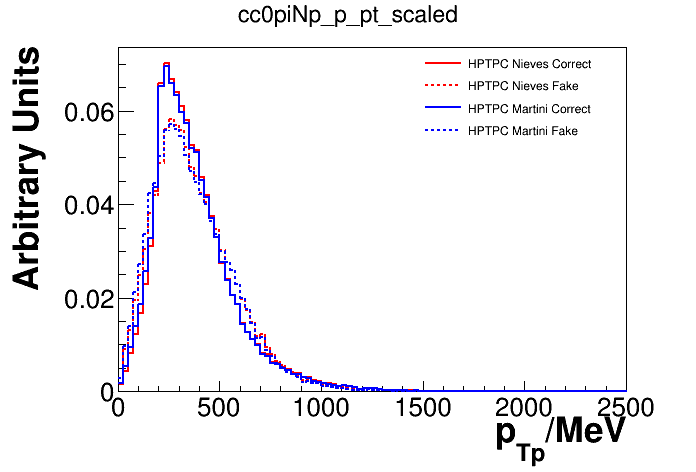 cc0piNp_p_pt_scaled
Arbitrary Units
HPTPC Nieves Correct
HPTPC Nieves Fake
HPTPC Martini Correct
HPTPC Martini Fake
0.06
0.04
0.02
0
0 500 1000 1500 2000 2500
p_Tp/MeV